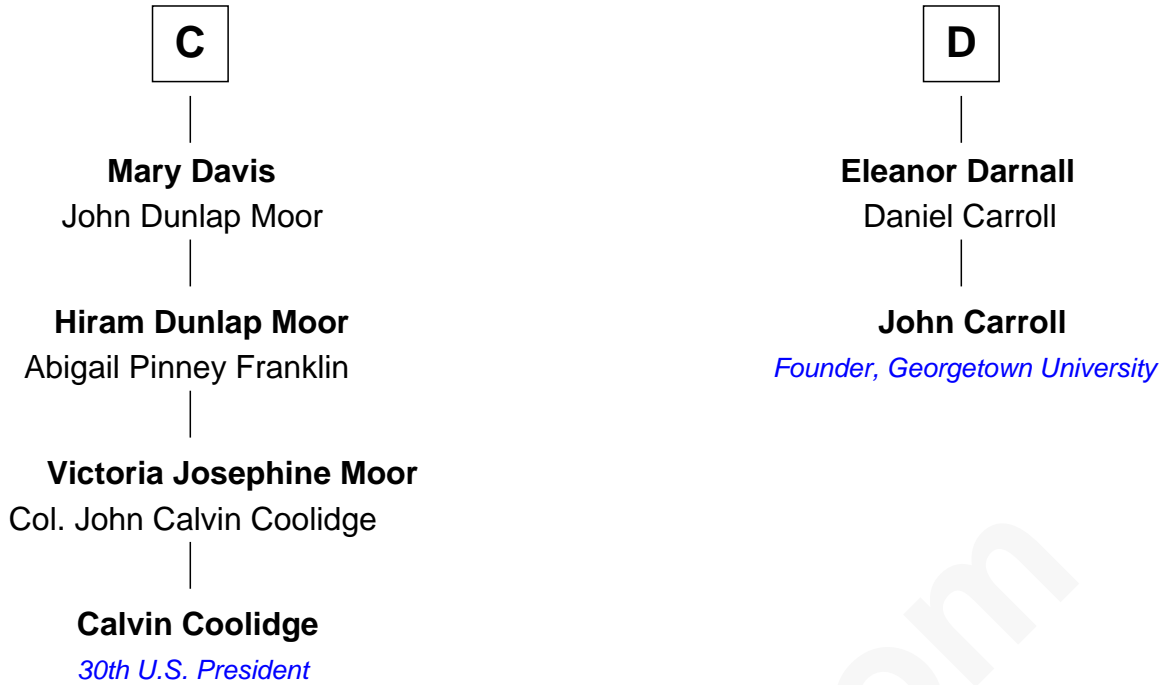 C
Mary Davis
John Dunlap Moor
Hiram Dunlap Moor
Abigail Pinney Franklin
Victoria Josephine Moor
Col. John Calvin Coolidge
Calvin Coolidge
30th U.S. President
D
Eleanor Darnall
Daniel Carroll
John Carroll
Founder, Georgetown University
om